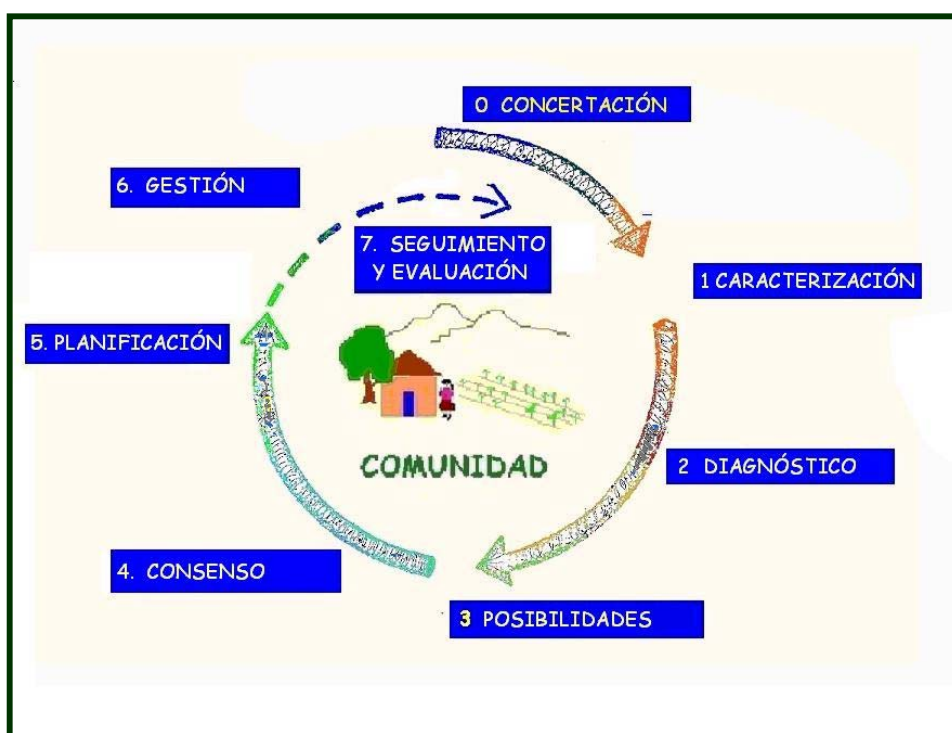 0 CONCERTACIÓN
1 CARACTERIZACIÓN
2 DIAGNÓSTICO
3 POSIBILIDADES
4. CONSENSO
5. PLANIFICACIÓN
6. GESTIÓN
7. SEGUIMIENTO
Y EVALUACIÓN
COMUNIDAD